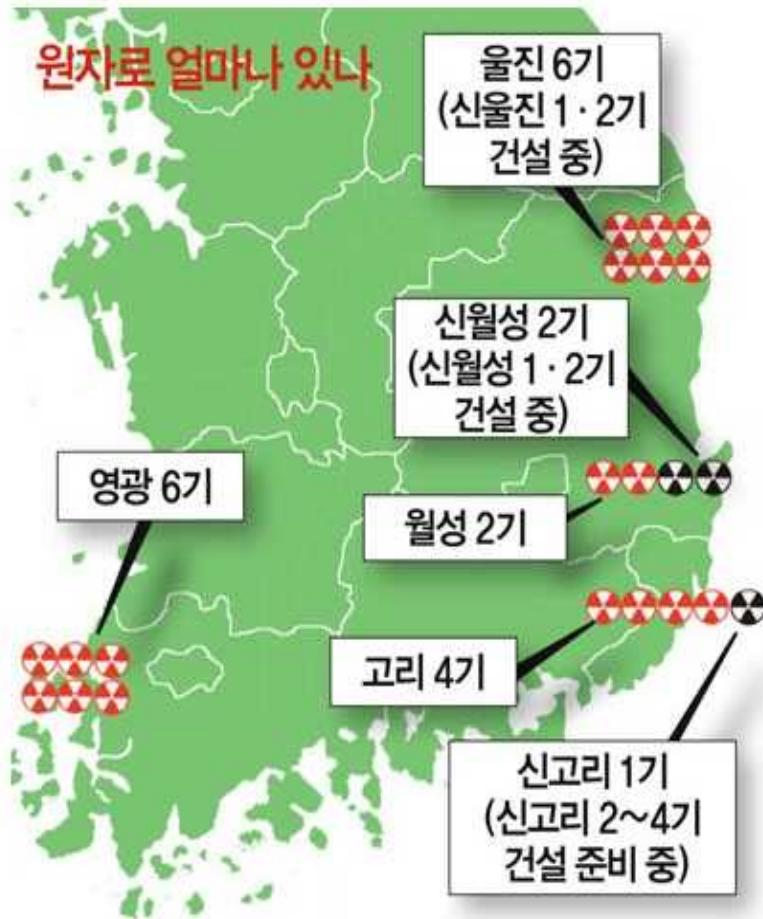 원자로 얼마나 있나
울진 6기
(신울진 1·2기
건설 중)
신월성 2기
(신월성 1·2기
건설 중)
영광 6기
월성 2기
고리 4기
신고리 1기
(신고리 2~4기
건설 준비 중)